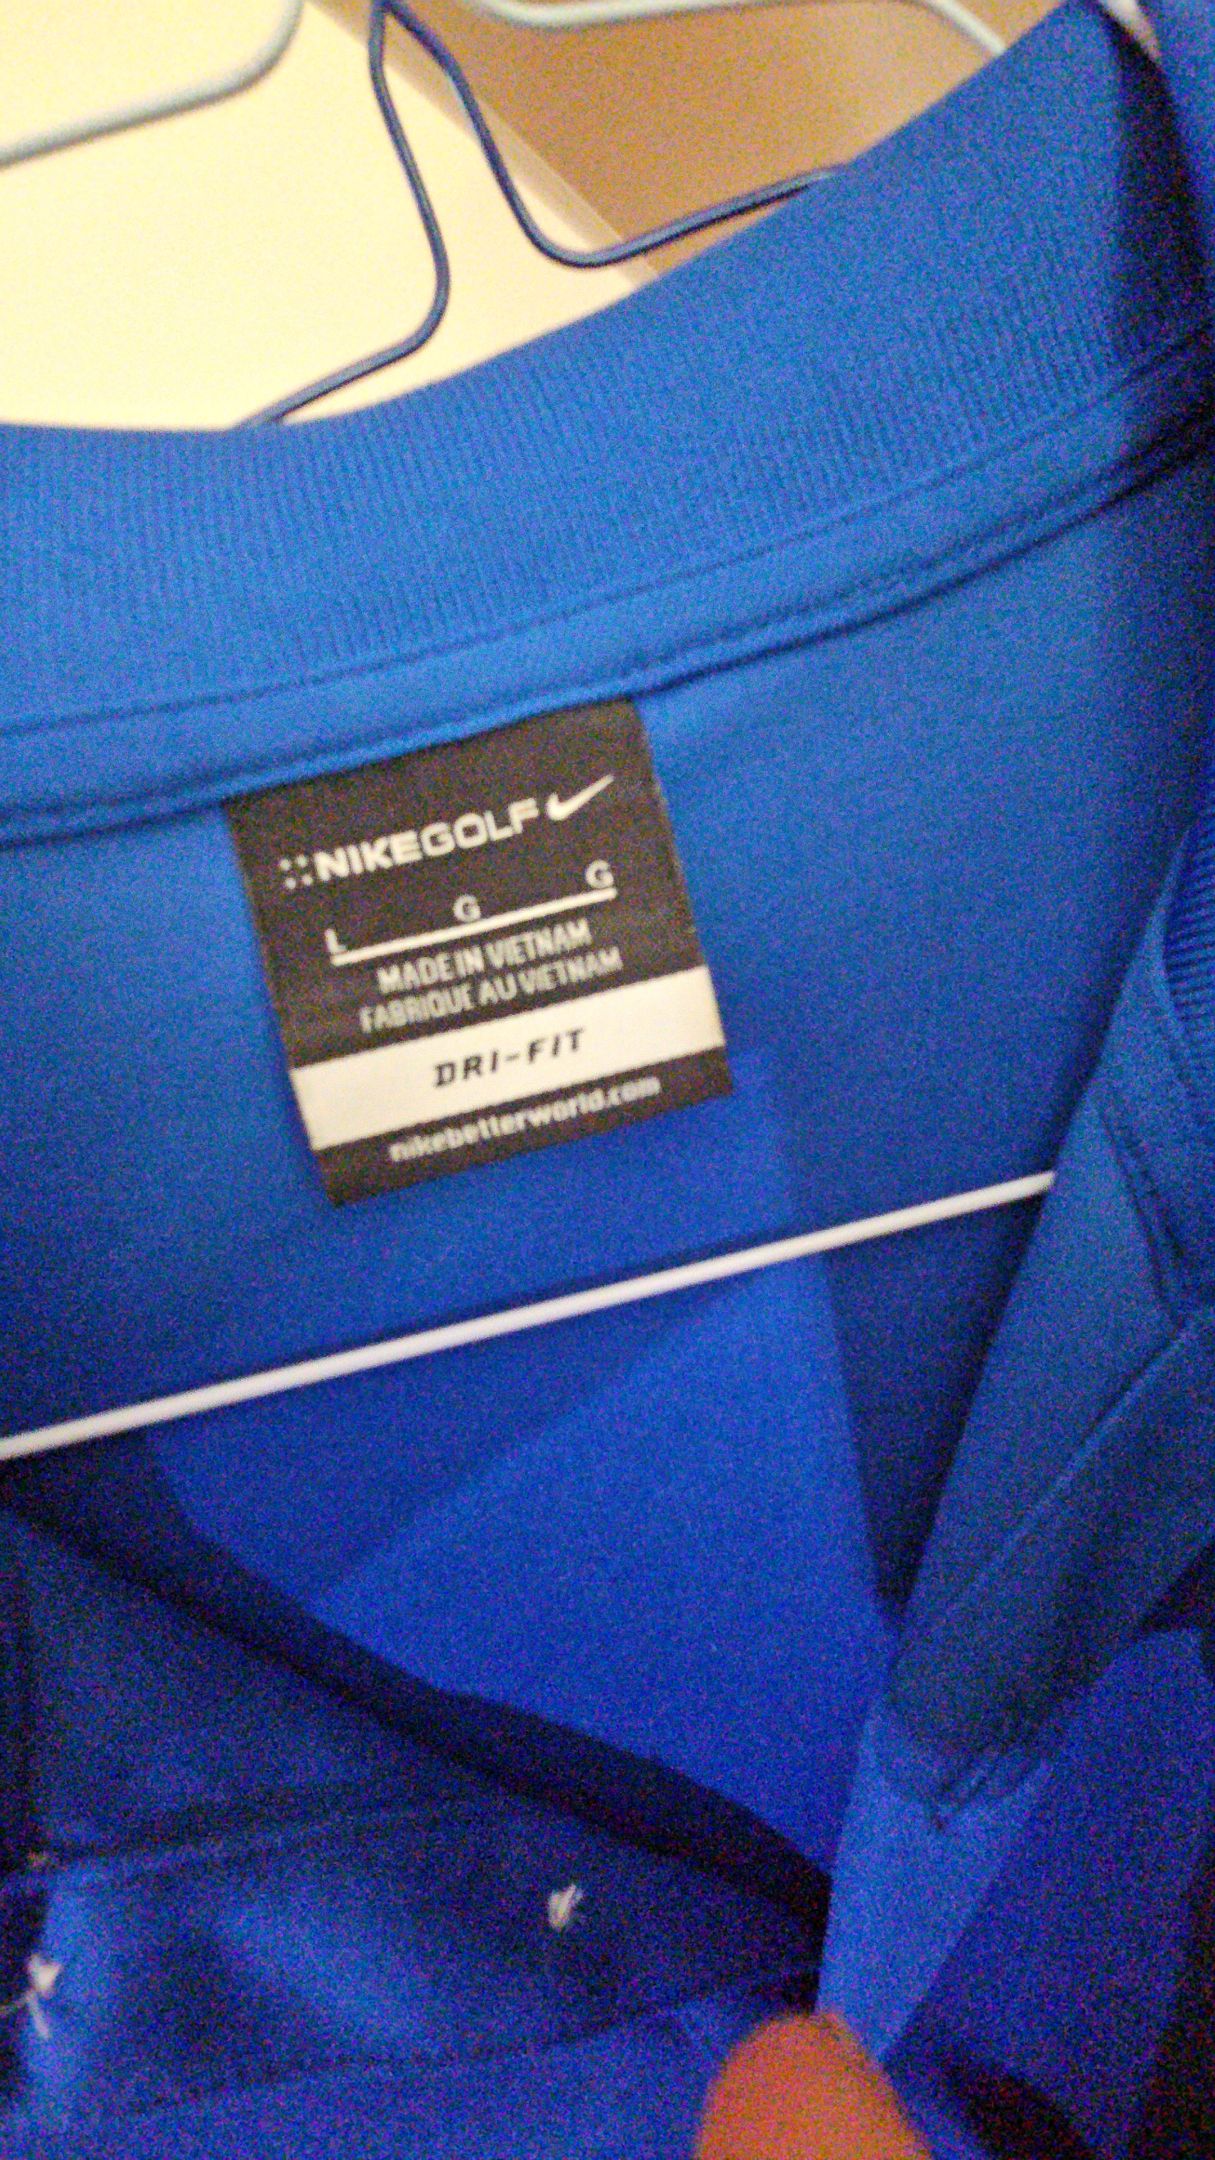 NIKEGOLF
L G G
MADE IN VIETNAM
FABRIQUE AU VIETNAM
DRI-FIT
nikebetterworld.com